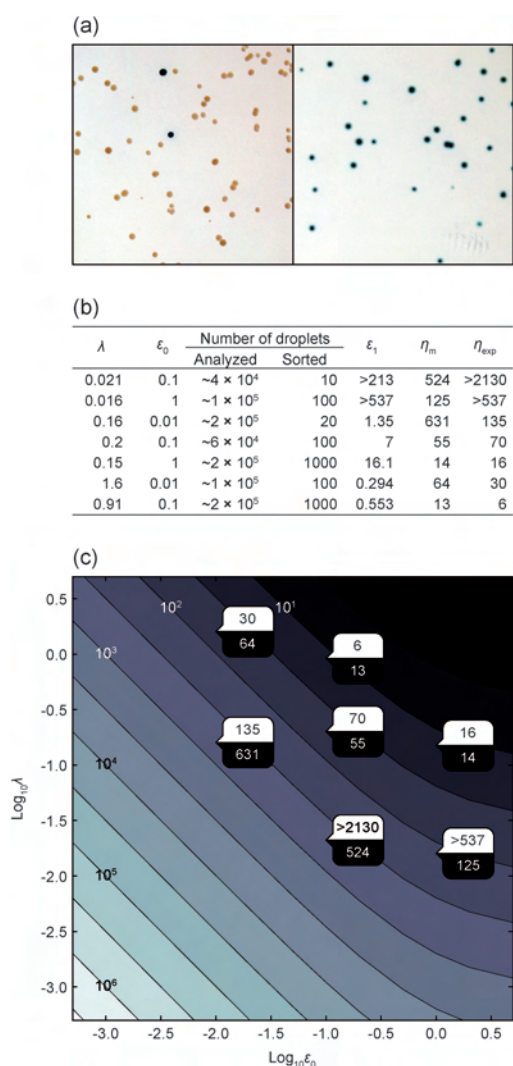 (a)
(b)
λ ε₀ Number of droplets ε₁ ηₘ ηexp
Analyzed Sorted
0.021 0.1 ~4 × 10⁴ 10 >213 524 >2130
0.016 1 ~1 × 10⁵ 100 >537 125 >537
0.16 0.01 ~2 × 10⁵ 20 1.35 631 135
0.2 0.1 ~6 × 10⁴ 100 7 55 70
0.15 1 ~2 × 10⁵ 1000 16.1 14 16
1.6 0.01 ~1 × 10⁵ 100 0.294 64 30
0.91 0.1 ~2 × 10⁵ 1000 0.553 13 6
(c)
0.5
0.0
-0.5
-1.0
-1.5
-2.0
-2.5
-3.0
Log₁₀λ
10³
10²
10¹
10⁴
10⁵
10⁶
30
64
6
13
135
631
70
55
16
14
>2130
524
>537
125
-3.0 -2.5 -2.0 -1.5 -1.0 -0.5 0.0 0.5
Log₁₀ε₀